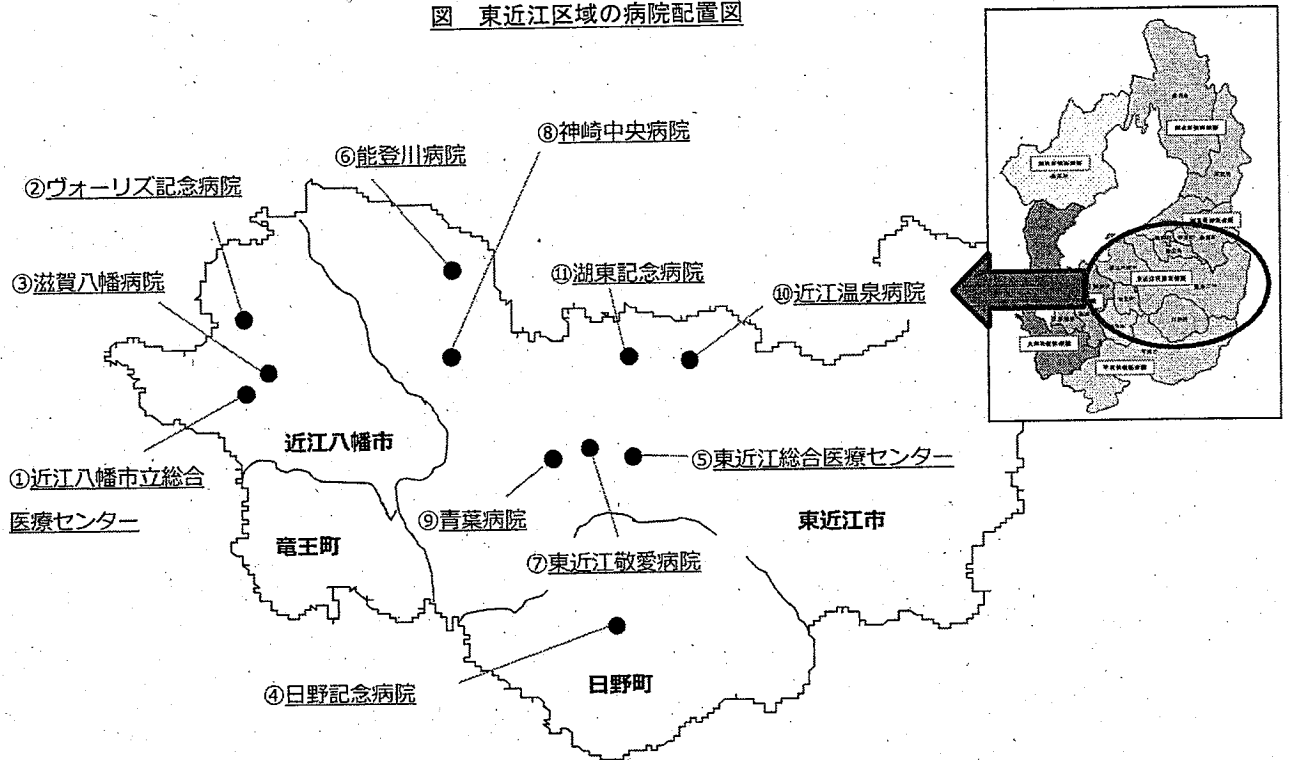 図　東近江区域の病院配置図
⑧神崎中央病院
⑥能登川病院
②ヴォーリズ記念病院
③滋賀八幡病院
⑪湖東記念病院
⑩近江温泉病院
近江八幡市
①近江八幡市立総合
医療センター
⑤東近江総合医療センター
⑨青葉病院
東近江市
竜王町
⑦東近江敬愛病院
④日野記念病院
日野町